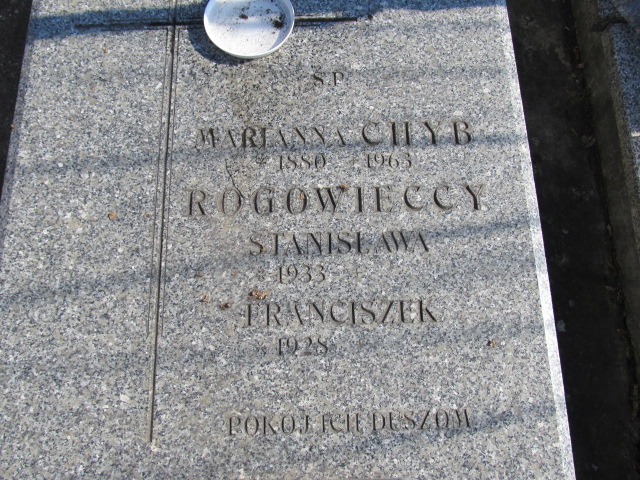 S.P.
MARIANNA CHYB
1880 1963
ROGOWIECCY
STANISŁAWA
1933
FRANCISZEK
1928
POKÓJ ICH DUSZOM